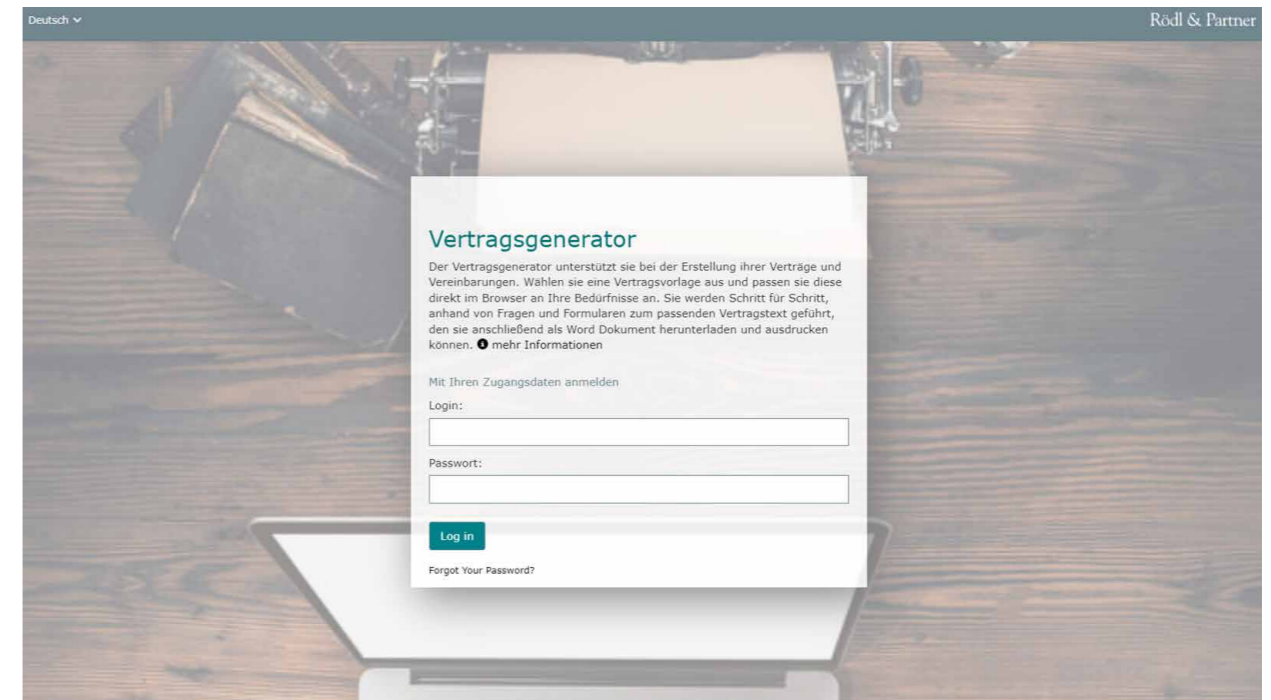 Deutsch
Rödl & Partner
Vertragsgenerator
Der Vertragsgenerator unterstützt sie bei der Erstellung ihrer Verträge und
Vereinbarungen. Wählen sie eine Vertragsvorlage aus und passen sie diese
direkt im Browser an Ihre Bedürfnisse an. Sie werden Schritt für Schritt,
anhand von Fragen und Formularen zum passenden Vertragstext geführt,
den sie anschließend als Word Dokument herunterladen und ausdrucken
können. mehr Informationen
Mit Ihren Zugangsdaten anmelden
Login:
Passwort:
Log in
Forgot Your Password?